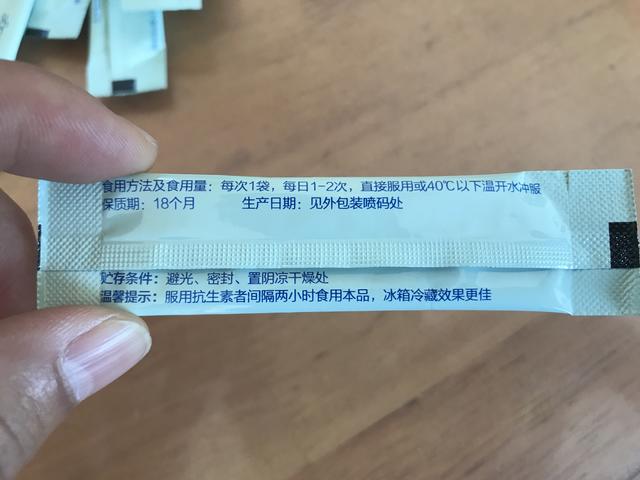 食用方法及食用量：每次1袋，每日1-2次，直接服用或40℃以下温开水冲服
保质期：18个月 生产日期：见外包装喷码处
贮存条件：避光、密封、置阴凉干燥处
温馨提示：服用抗生素者间隔两小时食用本品，冰箱冷藏效果更佳